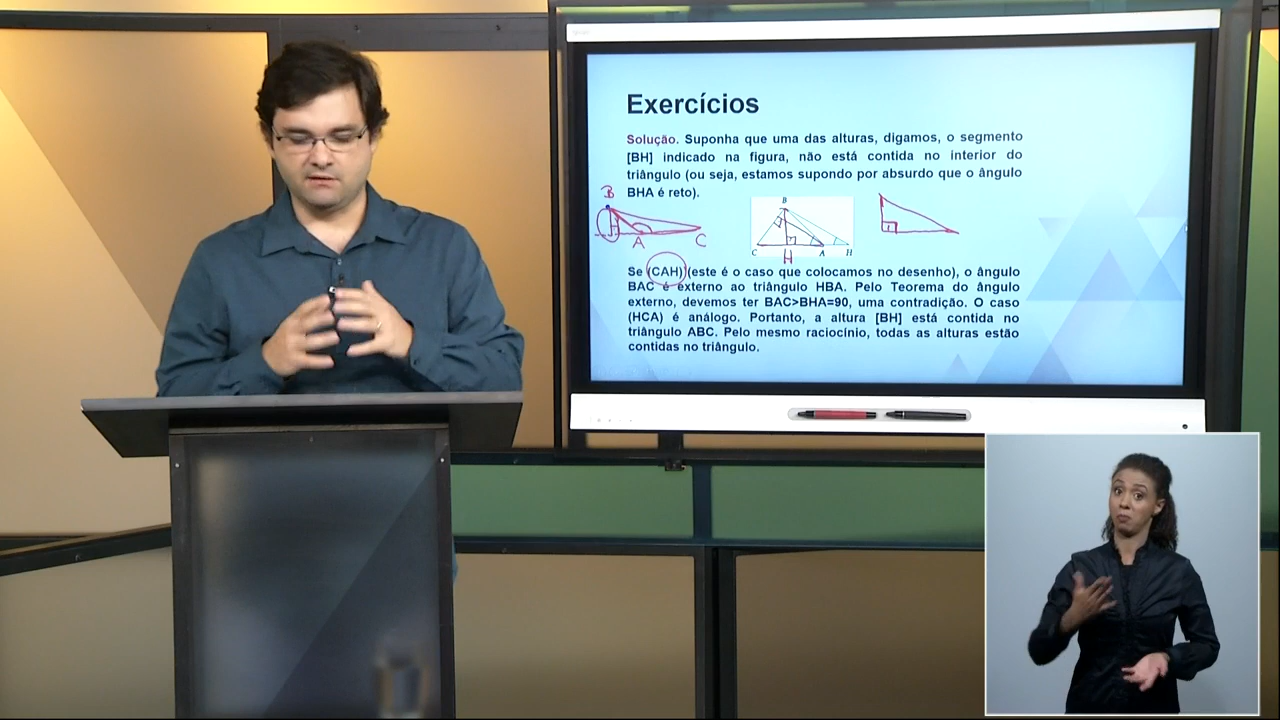 Exercícios
Solução. Suponha que uma das alturas, digamos, o segmento
[BH] indicado na figura, não está contida no interior do
triângulo (ou seja, estamos supondo por absurdo que o ângulo
BHA é reto).
B
A
C
B
C
A
H
H
Se (CAH) (este é o caso que colocamos no desenho), o ângulo
BAC é externo ao triângulo HBA. Pelo Teorema do ângulo
externo, devemos ter BAC>BHA=90, uma contradição. O caso
(HCA) é análogo. Portanto, a altura [BH] está contida no
triângulo ABC. Pelo mesmo raciocínio, todas as alturas estão
contidas no triângulo.